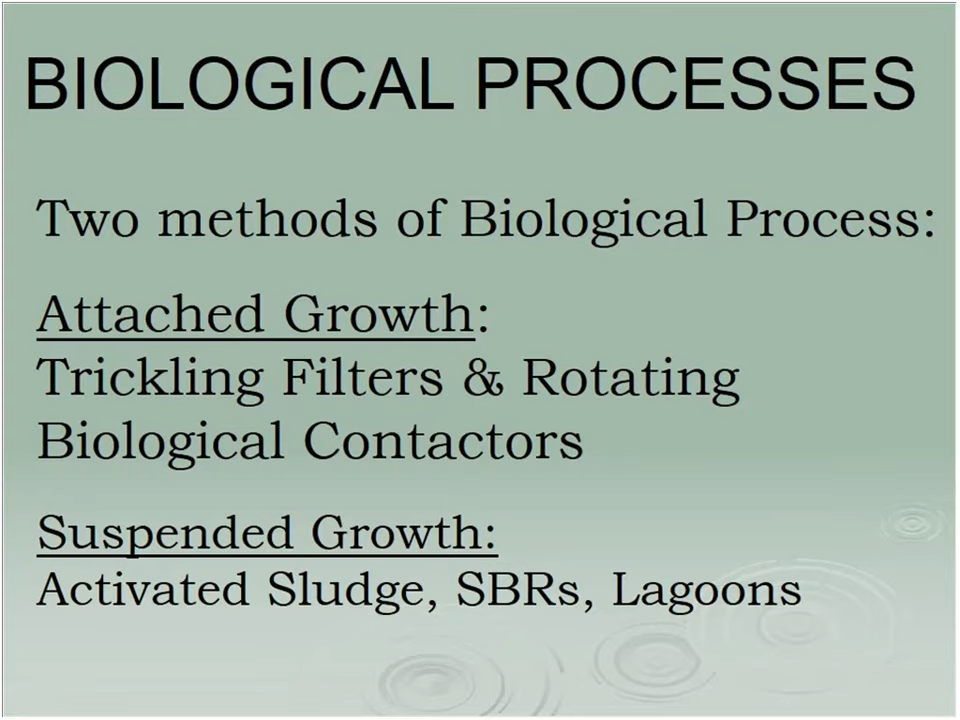 BIOLOGICAL PROCESSES
Two methods of Biological Process:
Attached Growth:
Trickling Filters & Rotating
Biological Contactors
Suspended Growth:
Activated Sludge, SBRs, Lagoons